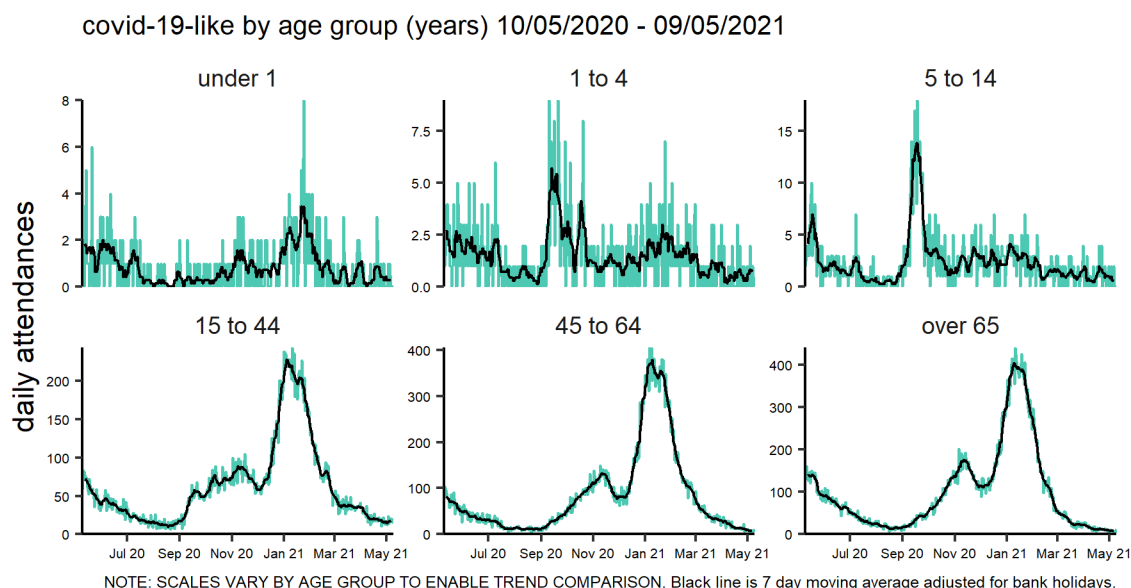 covid-19-like by age group (years) 10/05/2020 - 09/05/2021
under 1
1 to 4
5 to 14
8
6
4
2
0
7.5
5.0
2.5
0.0
15
10
5
0
daily attendances
15 to 44
45 to 64
over 65
200
150
100
50
0
400
300
200
100
0
400
300
200
100
0
Jul 20 Sep 20 Nov 20 Jan 21 Mar 21 May 21
Jul 20 Sep 20 Nov 20 Jan 21 Mar 21 May 21
Jul 20 Sep 20 Nov 20 Jan 21 Mar 21 May 21
NOTE: SCALES VARY BY AGE GROUP TO ENABLE TREND COMPARISON. Black line is 7 day moving average adjusted for bank holidays.